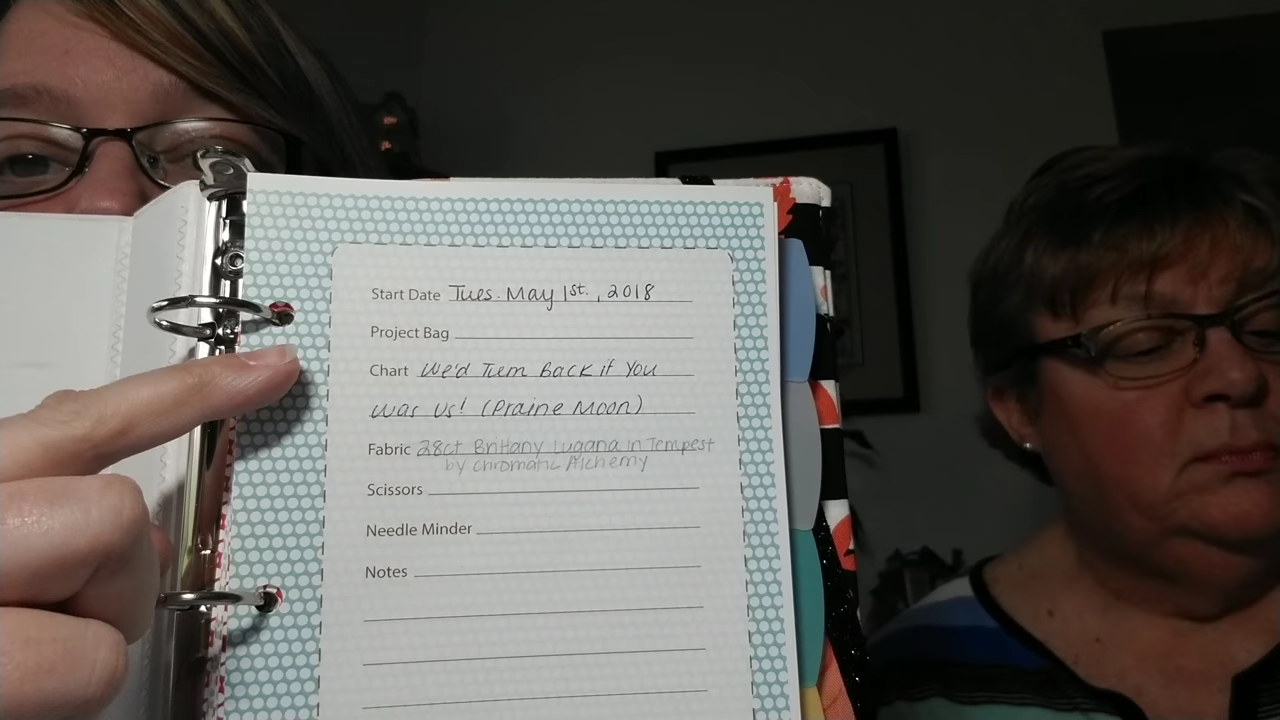 Start Date Tues. May 1st., 2018
Project Bag
Chart We'd Turn Back if You
was Us! (Prairie Moon)
Fabric 28ct Brittany Lugana in Tempest
by Chromatic Alchemy
Scissors
Needle Minder
Notes